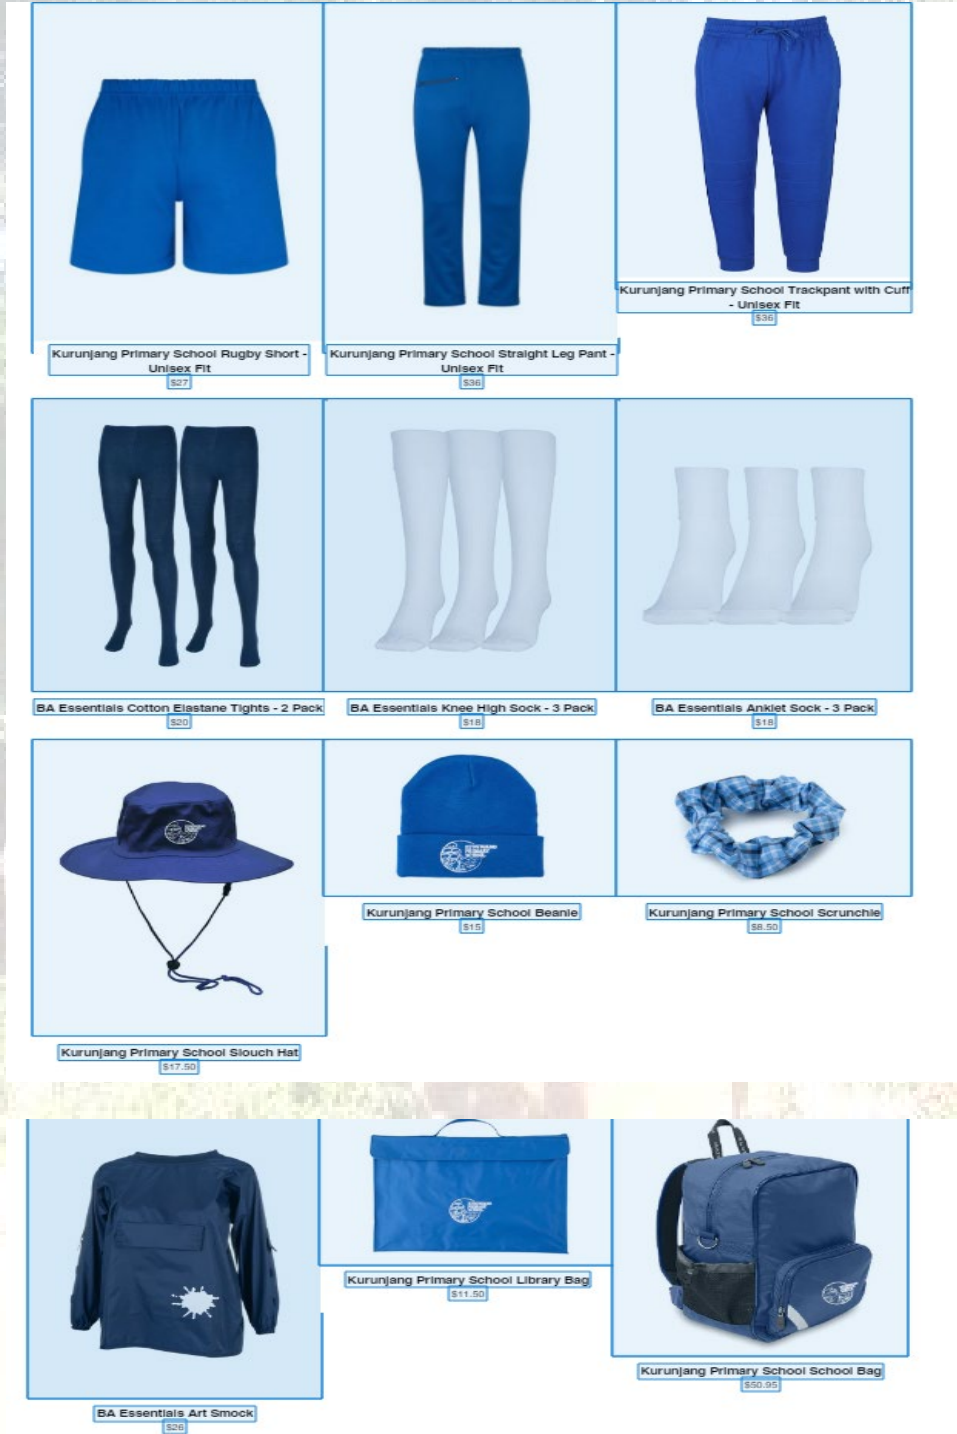 Kurunjang Primary School Rugby Short -
Unisex Fit
$27
Kurunjang Primary School Straight Leg Pant -
Unisex Fit
$36
Kurunjang Primary School Trackpant with Cuff
- Unisex Fit
$36
BA Essentials Cotton Elastane Tights - 2 Pack
$20
BA Essentials Knee High Sock - 3 Pack
$18
BA Essentials Anklet Sock - 3 Pack
$18
Kurunjang Primary School Slouch Hat
$17.50
Kurunjang Primary School Beanie
$15
Kurunjang Primary School Scrunchie
$8.50
BA Essentials Art Smock
$26
Kurunjang Primary School Library Bag
$11.50
Kurunjang Primary School School Bag
$50.95